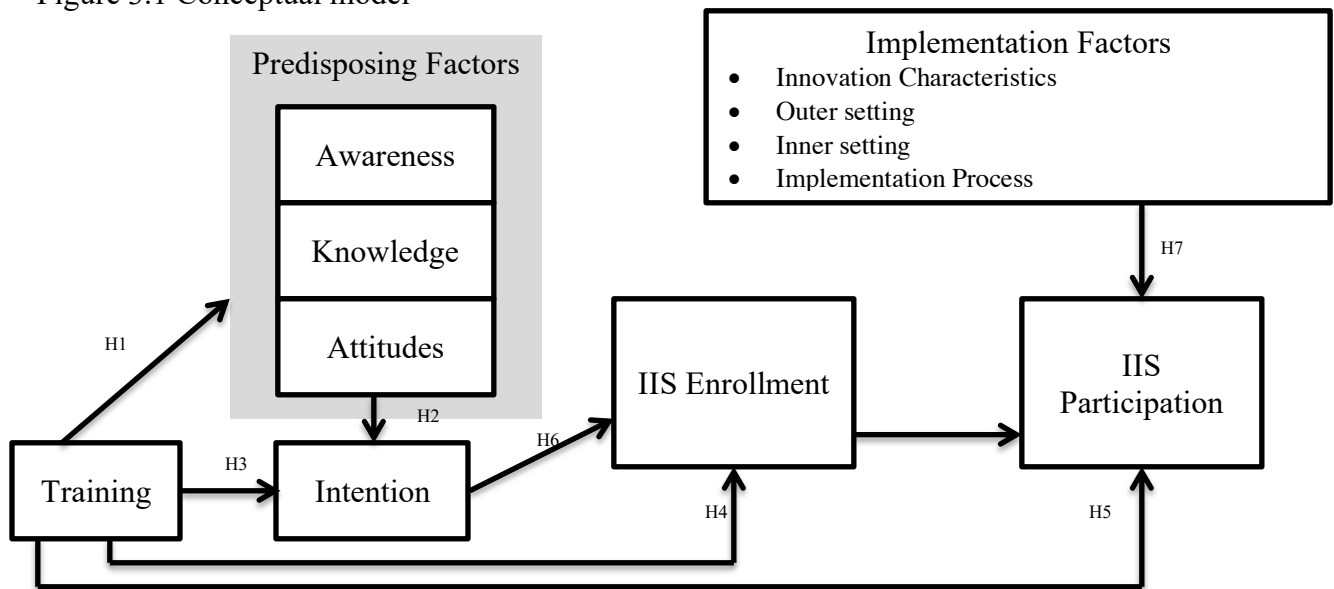 Figure 3.1 Conceptual model
Predisposing Factors
Awareness
Knowledge
Attitudes
Implementation Factors
• Innovation Characteristics
• Outer setting
• Inner setting
• Implementation Process
H7
H1
H2
IIS Enrollment
IIS
Participation
H6
H3
Training
Intention
H4
H5